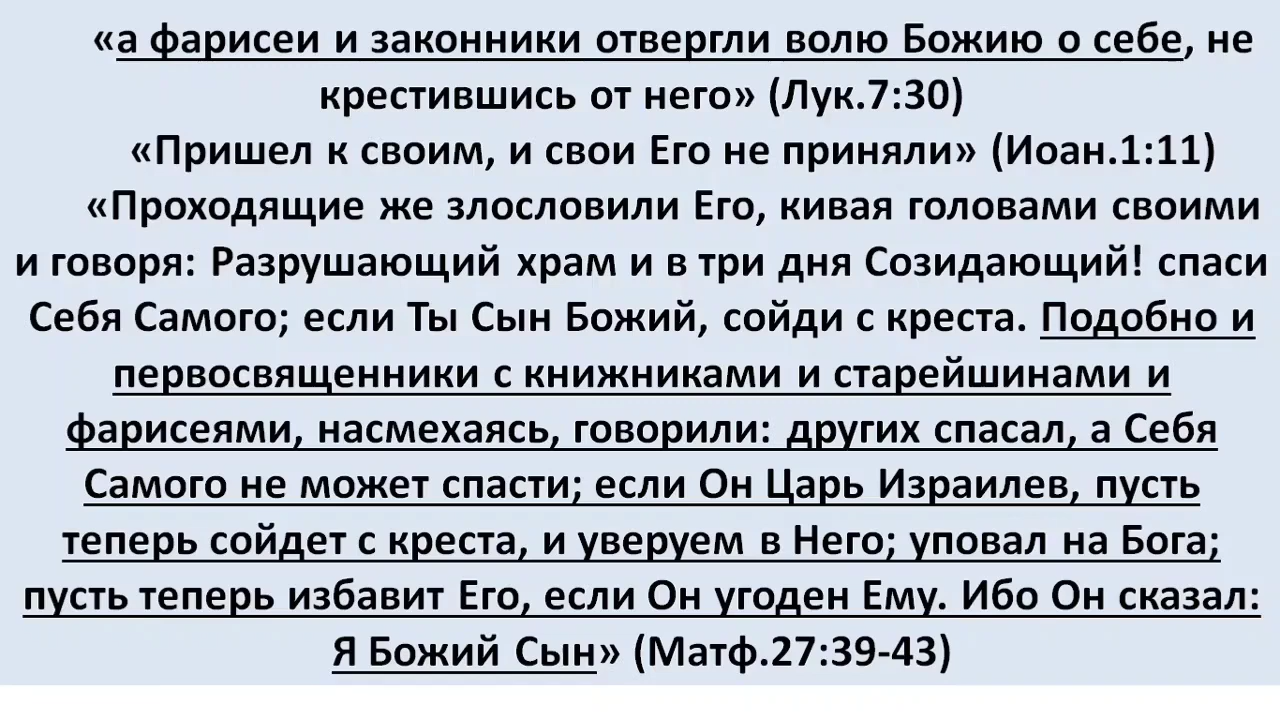 «а фарисеи и законники отвергли волю Божию о себе, не
крестившись от него» (Лук.7:30)
«Пришел к своим, и свои Его не приняли» (Иоан.1:11)
«Проходящие же злословили Его, кивая головами своими
и говоря: Разрушающий храм и в три дня Созидающий! спаси
Себя Самого; если Ты Сын Божий, сойди с креста. Подобно и
первосвященники с книжниками и старейшинами и
фарисеями, насмехаясь, говорили: других спасал, а Себя
Самого не может спасти; если Он Царь Израилев, пусть
теперь сойдет с креста, и уверуем в Него; уповал на Бога;
пусть теперь избавит Его, если Он угоден Ему. Ибо Он сказал:
Я Божий Сын» (Матф.27:39-43)